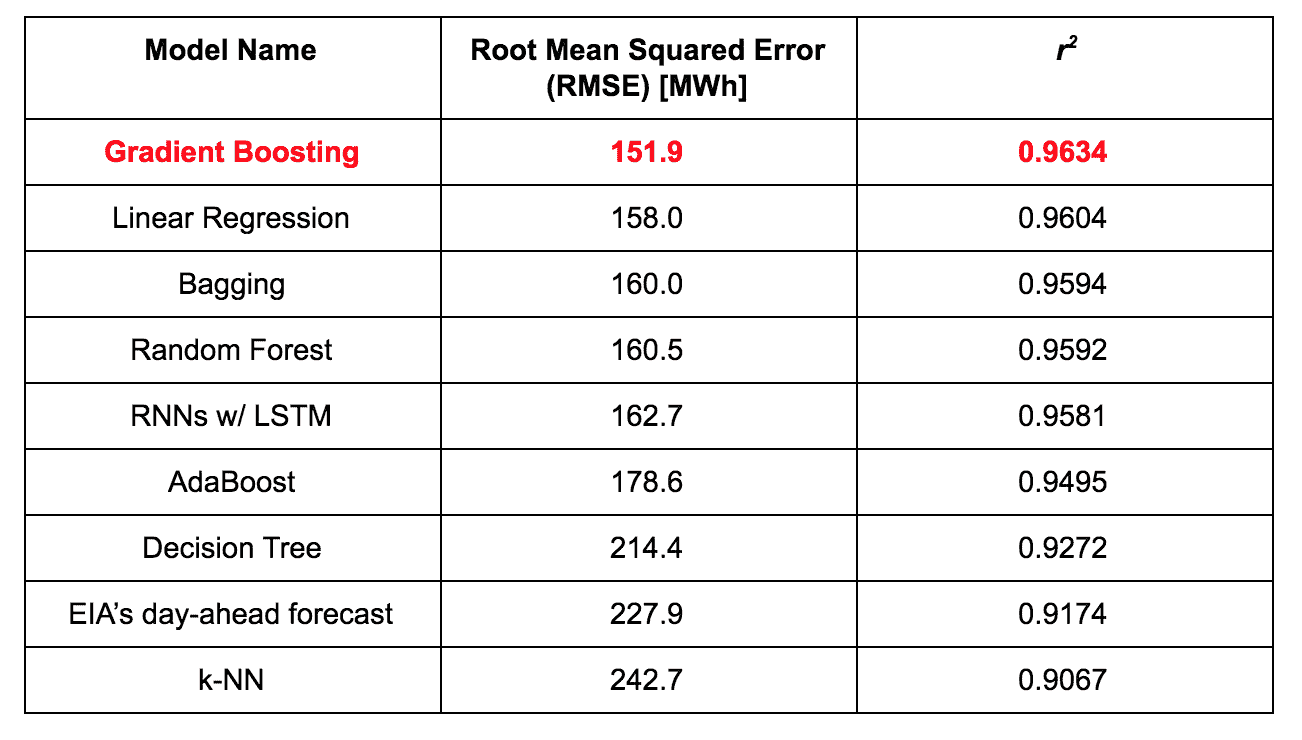 Model Name Root Mean Squared Error r²
(RMSE) [MWh]
Gradient Boosting 151.9 0.9634
Linear Regression 158.0 0.9604
Bagging 160.0 0.9594
Random Forest 160.5 0.9592
RNNs w/ LSTM 162.7 0.9581
AdaBoost 178.6 0.9495
Decision Tree 214.4 0.9272
EIA’s day-ahead forecast 227.9 0.9174
k-NN 242.7 0.9067